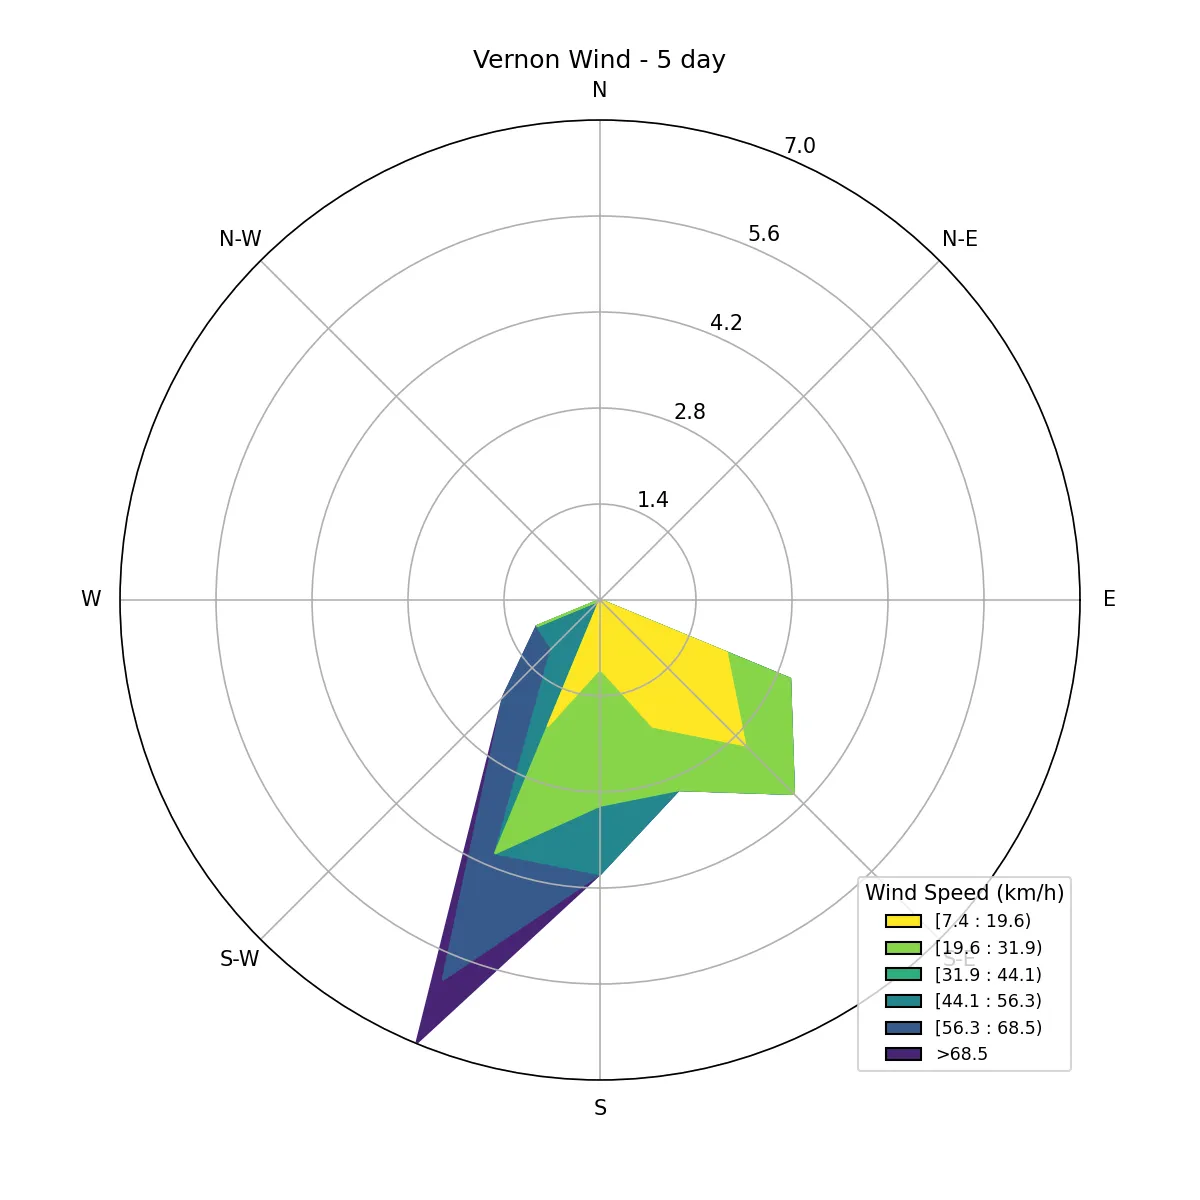 Vernon Wind - 5 day
N
7.0
N-W
5.6
N-E
4.2
2.8
1.4
W
E
Wind Speed (km/h)
[7.4 : 19.6)
[19.6 : 31.9)
S-W
S-E
[31.9 : 44.1)
[44.1 : 56.3)
[56.3 : 68.5)
>68.5
S